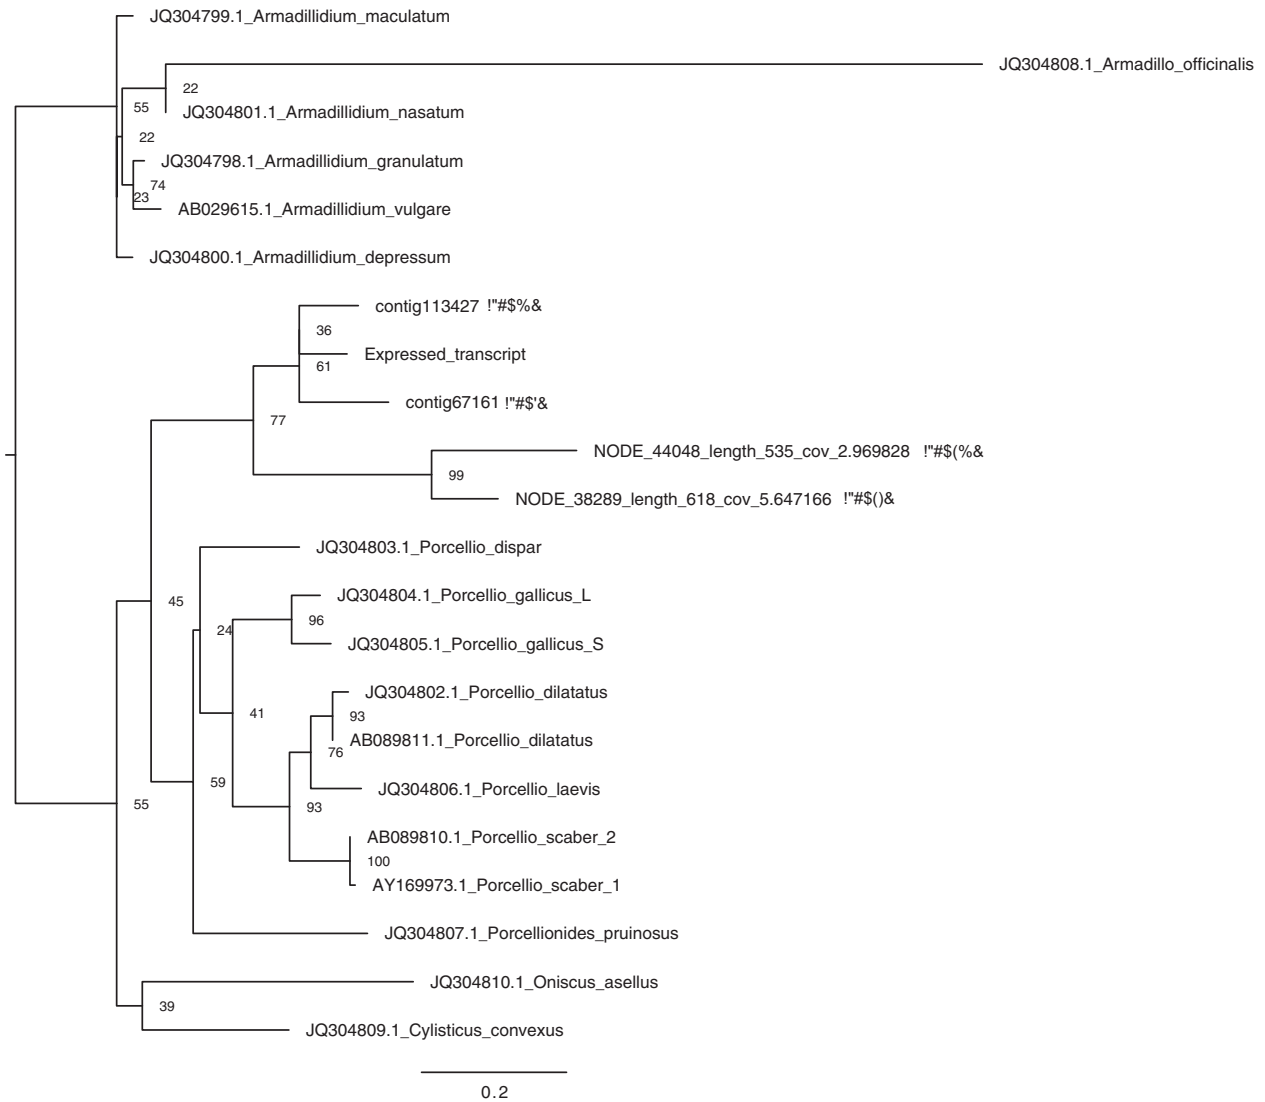 JQ304799.1_Armadillidium_maculatum
JQ304808.1_Armadillo_officinalis
22
55
JQ304801.1_Armadillidium_nasatum
22
JQ304798.1_Armadillidium_granulatum
74
23
AB029615.1_Armadillidium_vulgare
JQ304800.1_Armadillidium_depressum
contig113427 !"#$%&
36
Expressed_transcript
61
contig67161 !"#$'&
77
NODE_44048_length_535_cov_2.969828 !"#$(%&
99
NODE_38289_length_618_cov_5.647166 !"#$()&
JQ304803.1_Porcellio_dispar
45
JQ304804.1_Porcellio_gallicus_L
96
24
JQ304805.1_Porcellio_gallicus_S
JQ304802.1_Porcellio_dilatatus
41
93
AB089811.1_Porcellio_dilatatus
76
59
JQ304806.1_Porcellio_laevis
55
93
AB089810.1_Porcellio_scaber_2
100
AY169973.1_Porcellio_scaber_1
JQ304807.1_Porcellionides_pruinosus
JQ304810.1_Oniscus_asellus
39
JQ304809.1_Cylisticus_convexus
0.2